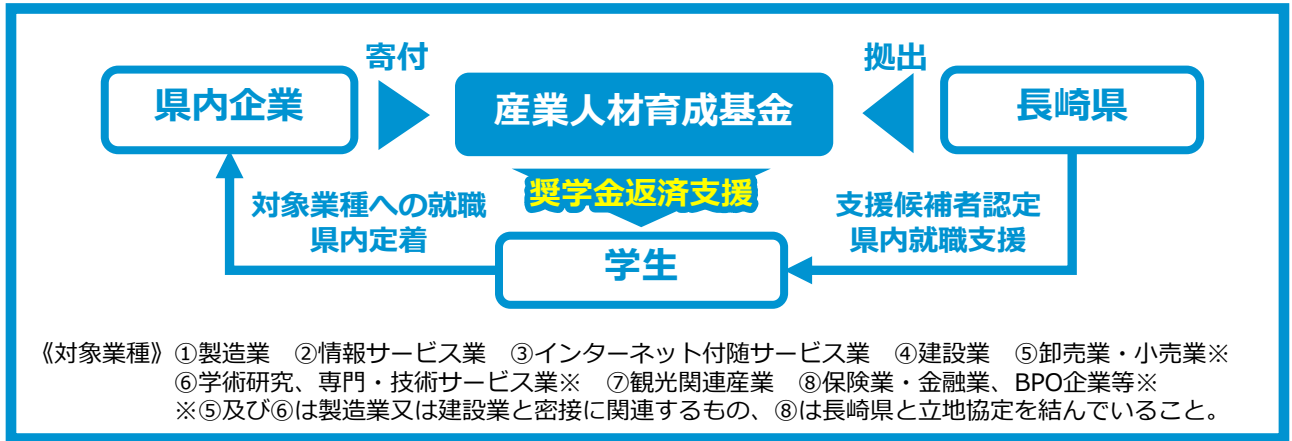 寄付
拠出
県内企業
産業人材育成基金
長崎県
奨学金返済支援
対象業種への就職
県内定着
支援候補者認定
県内就職支援
学生
《対象業種》①製造業　②情報サービス業　③インターネット付随サービス業　④建設業　⑤卸売業・小売業※
⑥学術研究、専門・技術サービス業※　⑦観光関連産業　⑧保険業・金融業、BPO企業等※
※⑤及び⑥は製造業又は建設業と密接に関連するもの、⑧は長崎県と立地協定を結んでいること。